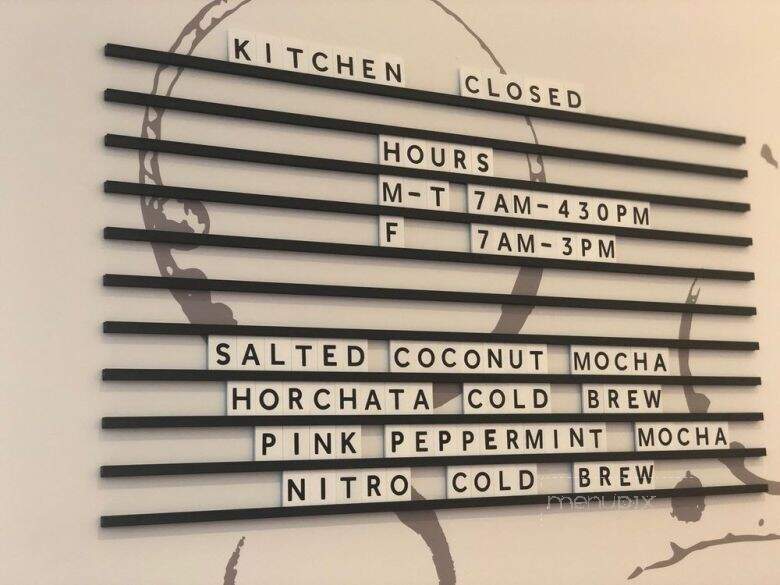 KITCHEN CLOSED
HOURS
M-T 7AM-430PM
F 7AM-3PM
SALTED COCONUT MOCHA
HORCHATA COLD BREW
PINK PEPPERMINT MOCHA
NITRO COLD BREW
menupix